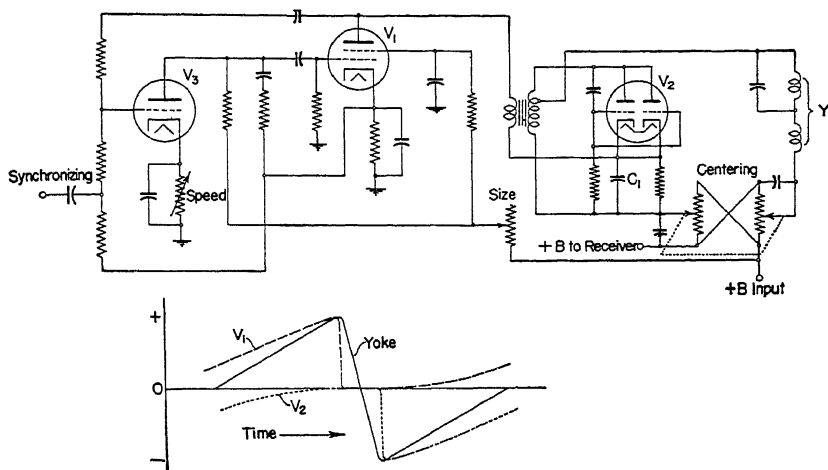 V1
V3
V2
Y
Synchronizing
Speed
Size
C1
Centering
+B to Receiver
+B Input
+
V1
Yoke
0
V2
Time
−